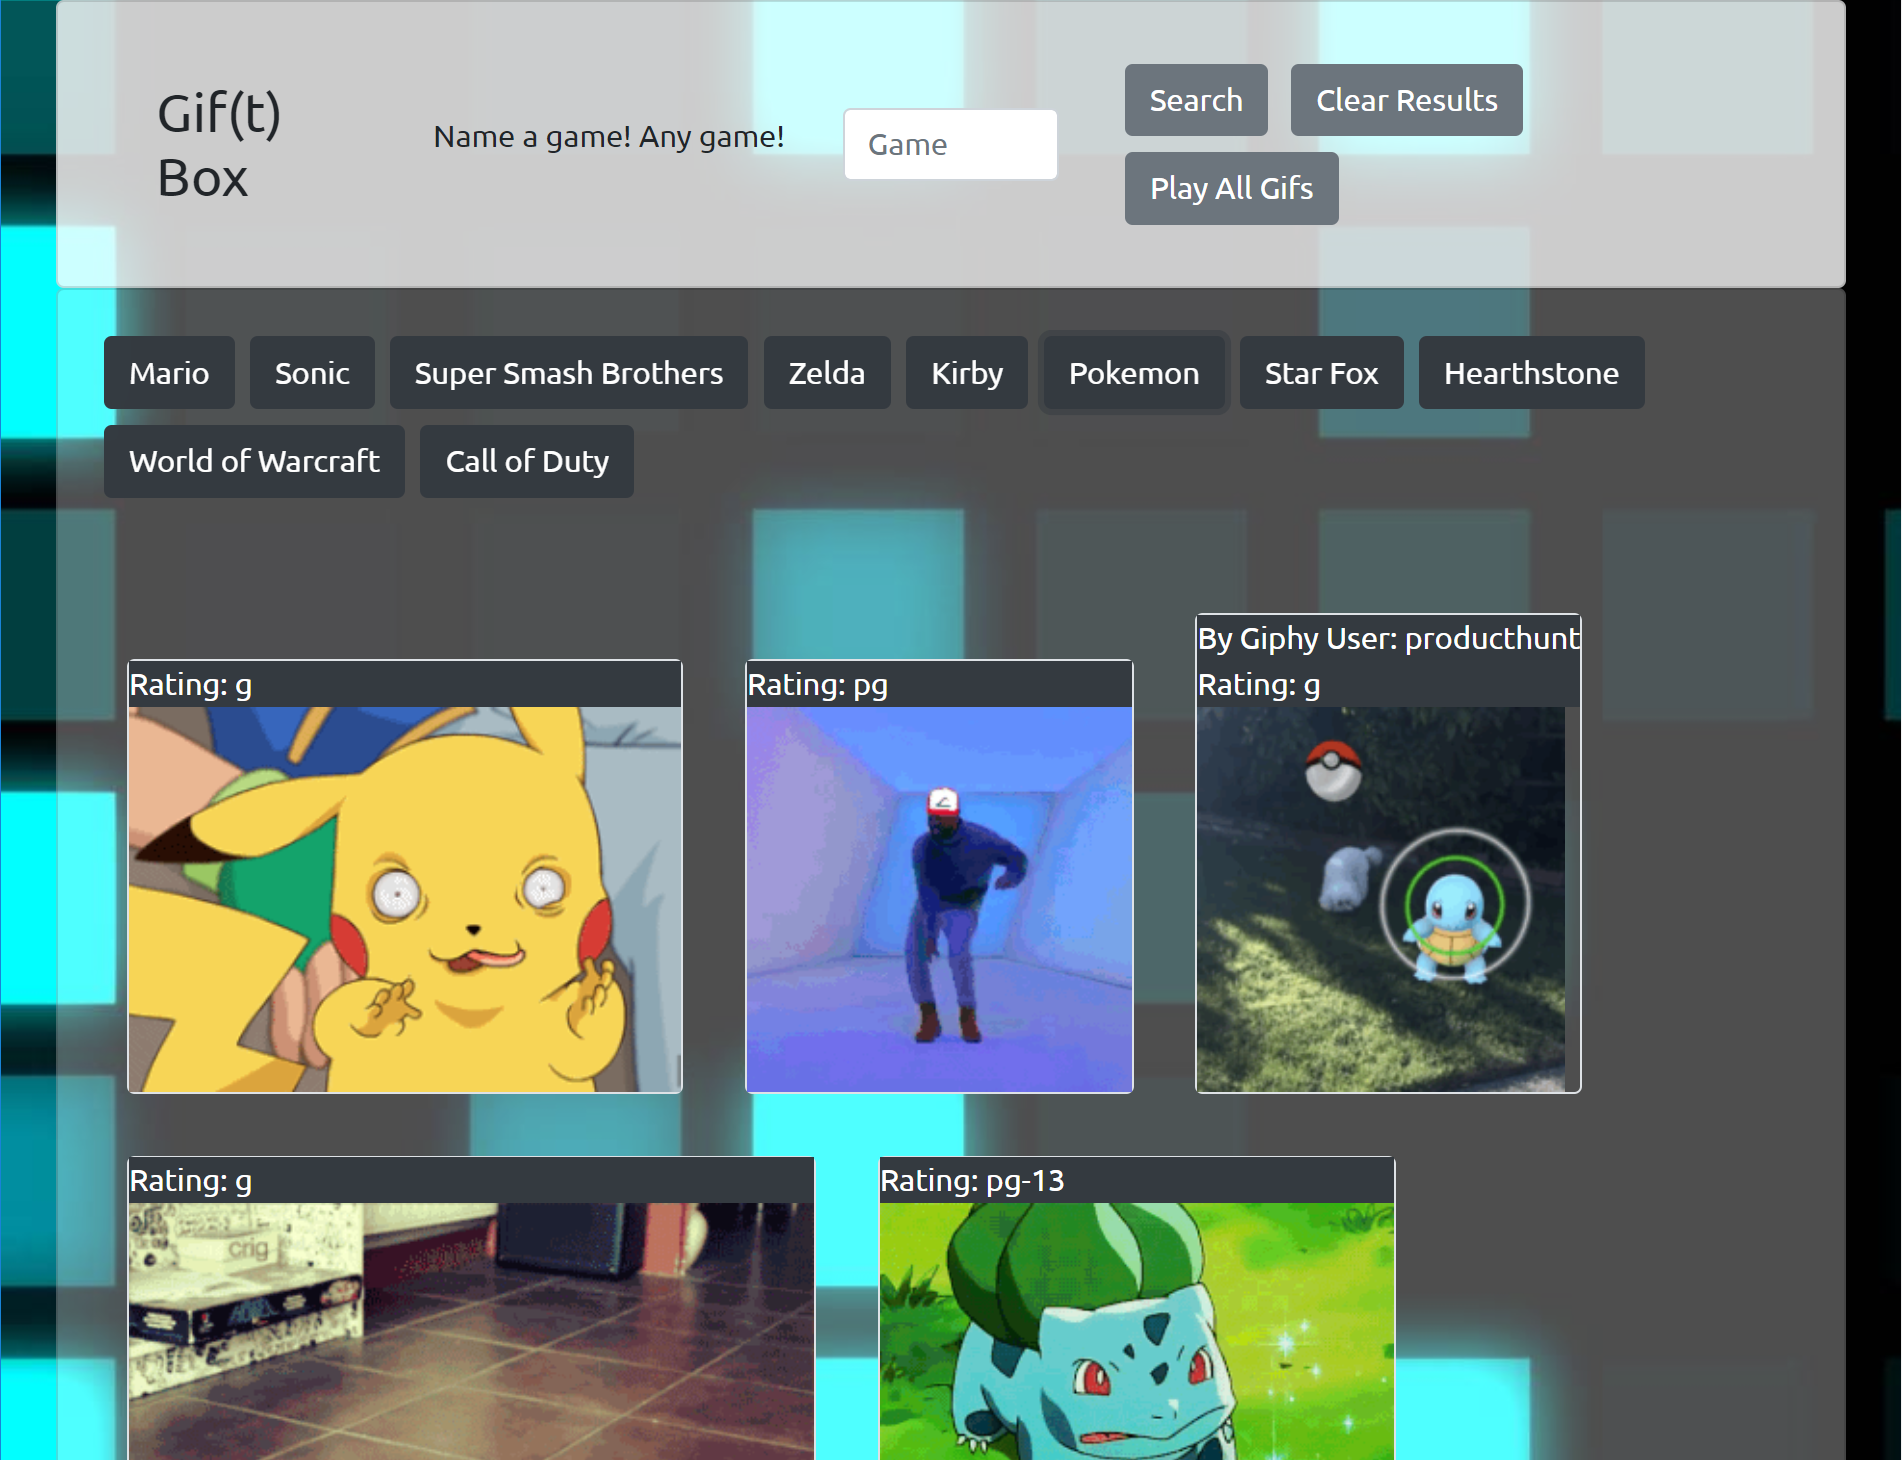 Gif(t)
Box
Name a game! Any game!
Game
Search
Clear Results
Play All Gifs
Mario
Sonic
Super Smash Brothers
Zelda
Kirby
Pokemon
Star Fox
Hearthstone
World of Warcraft
Call of Duty
Rating: g
Rating: pg
By Giphy User: producthunt
Rating: g
Rating: g
crig
Rating: pg-13